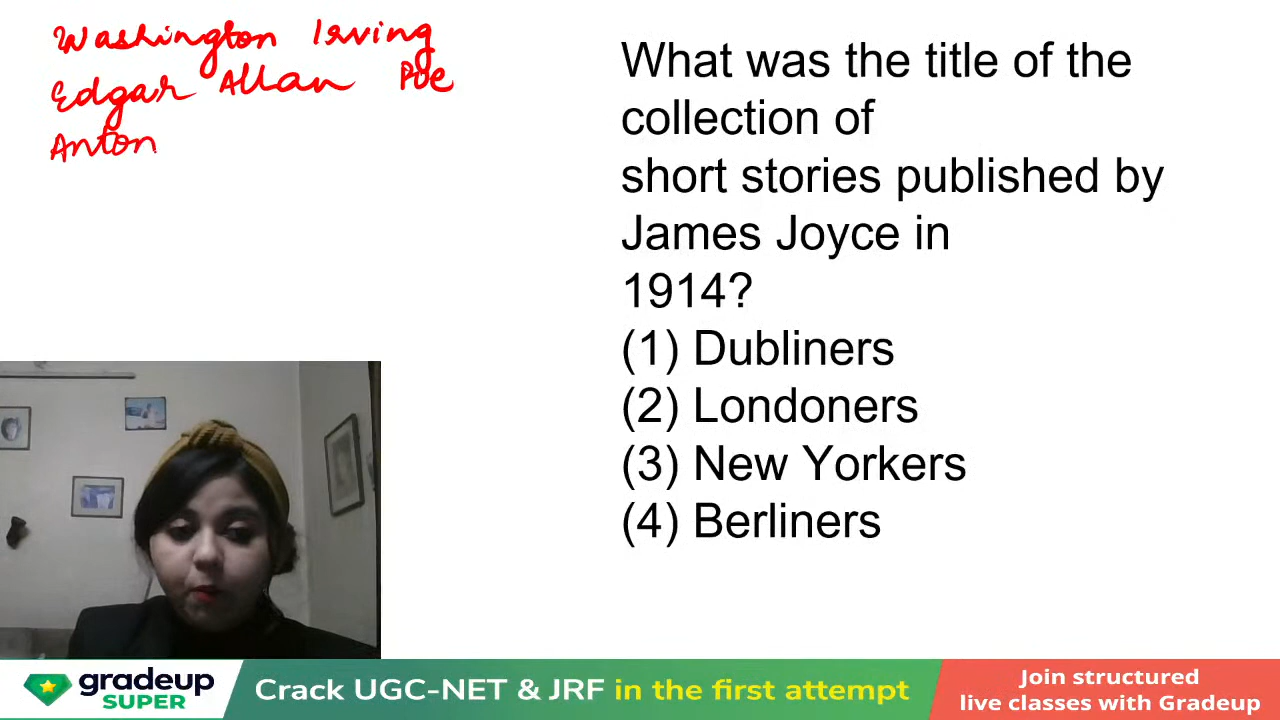 Washington Irving
Edgar Allan Poe
Anton
What was the title of the
collection of
short stories published by
James Joyce in
1914?
(1) Dubliners
(2) Londoners
(3) New Yorkers
(4) Berliners
gradeup
SUPER
Crack UGC-NET & JRF in the first attempt
Join structured
live classes with Gradeup